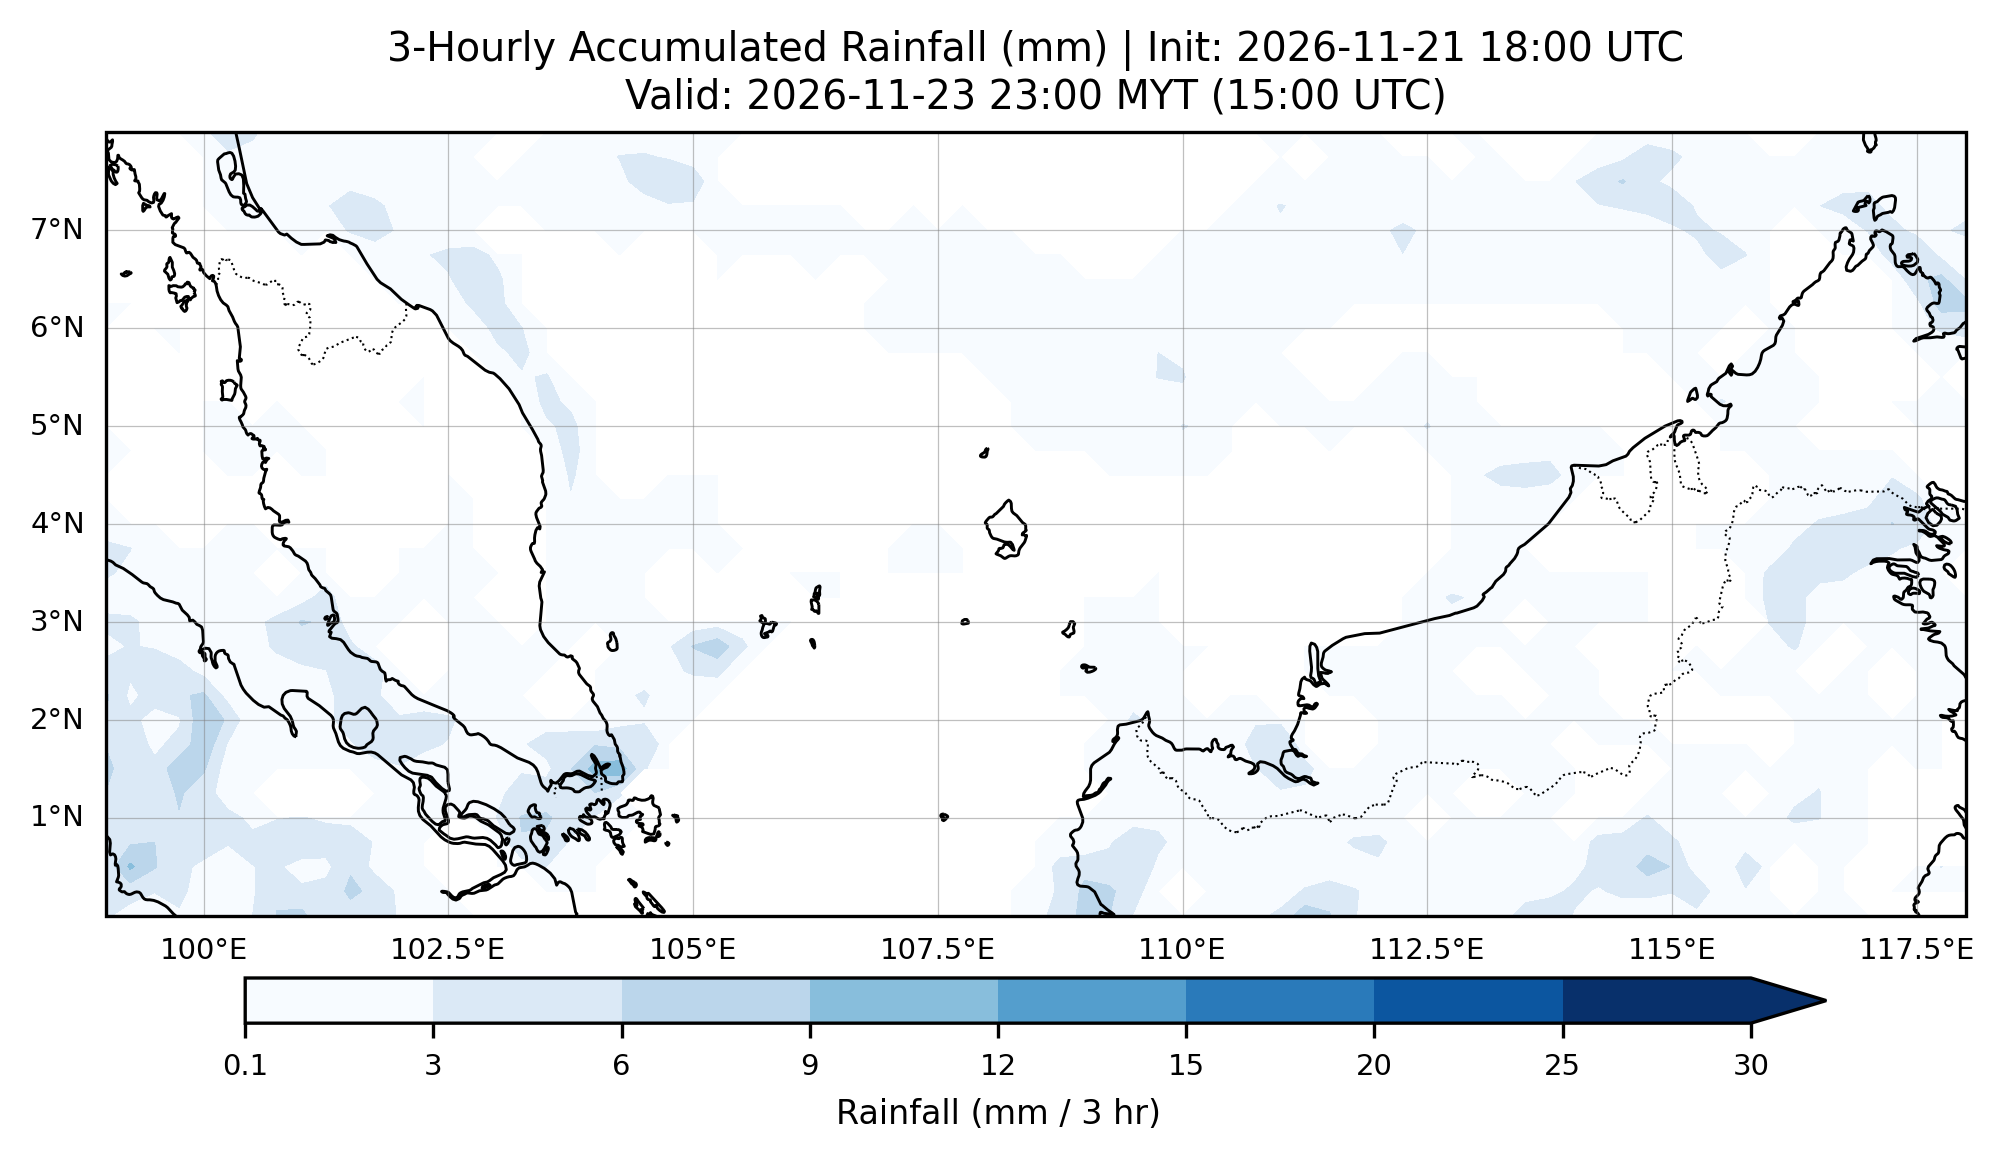 3-Hourly Accumulated Rainfall (mm) | Init: 2026-11-21 18:00 UTC
Valid: 2026-11-23 23:00 MYT (15:00 UTC)
7°N
6°N
5°N
4°N
3°N
2°N
1°N
100°E 102.5°E 105°E 107.5°E 110°E 112.5°E 115°E 117.5°E
0.1 3 6 9 12 15 20 25 30
Rainfall (mm / 3 hr)